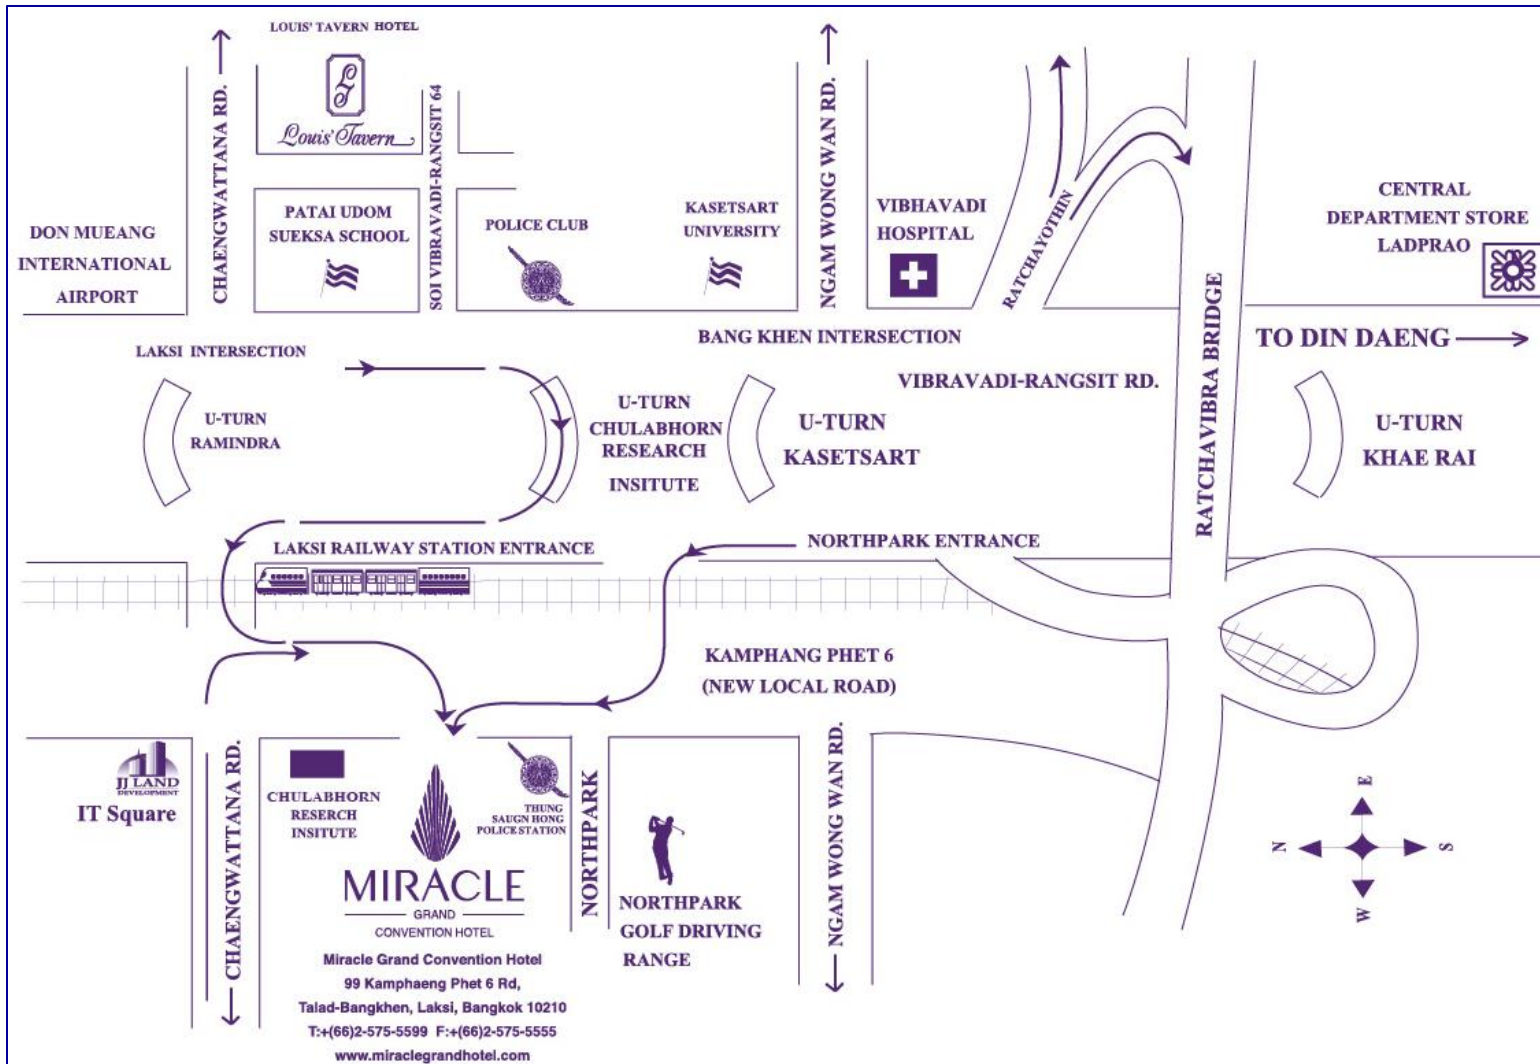 LOUIS' TAVERN HOTEL
LT
Louis' Tavern
CHAENGWATTANA RD.
SOI VIBRAVADI-RANGSIT 64
NGAM WONG WAN RD.
DON MUEANG
INTERNATIONAL
AIRPORT
PATAI UDOM
SUEKSA SCHOOL
POLICE CLUB
KASETSART
UNIVERSITY
VIBHAVADI
HOSPITAL
RATCHAYOTHIN
CENTRAL
DEPARTMENT STORE
LADPRAO
LAKSI INTERSECTION
BANG KHEN INTERSECTION
TO DIN DAENG
VIBRAVADI-RANGSIT RD.
RATCHAVIBRA BRIDGE
U-TURN
RAMINDRA
U-TURN
CHULABHORN
RESEARCH
INSITUTE
U-TURN
KASETSART
U-TURN
KHAE RAI
LAKSI RAILWAY STATION ENTRANCE
NORTHPARK ENTRANCE
KAMPHANG PHET 6
(NEW LOCAL ROAD)
JJ LAND
DEVELOPMENT
IT Square
CHAENGWATTANA RD.
CHULABHORN
RESERCH
INSITUTE
THUNG
SAUGN HONG
POLICE STATION
NORTHPARK
NORTHPARK
GOLF DRIVING
RANGE
NGAM WONG WAN RD.
E
N
S
W
MIRACLE
GRAND
CONVENTION HOTEL
Miracle Grand Convention Hotel
99 Kamphaeng Phet 6 Rd,
Talad-Bangkhen, Laksi, Bangkok 10210
T:+(66)2-575-5599 F:+(66)2-575-5555
www.miraclegrandhotel.com